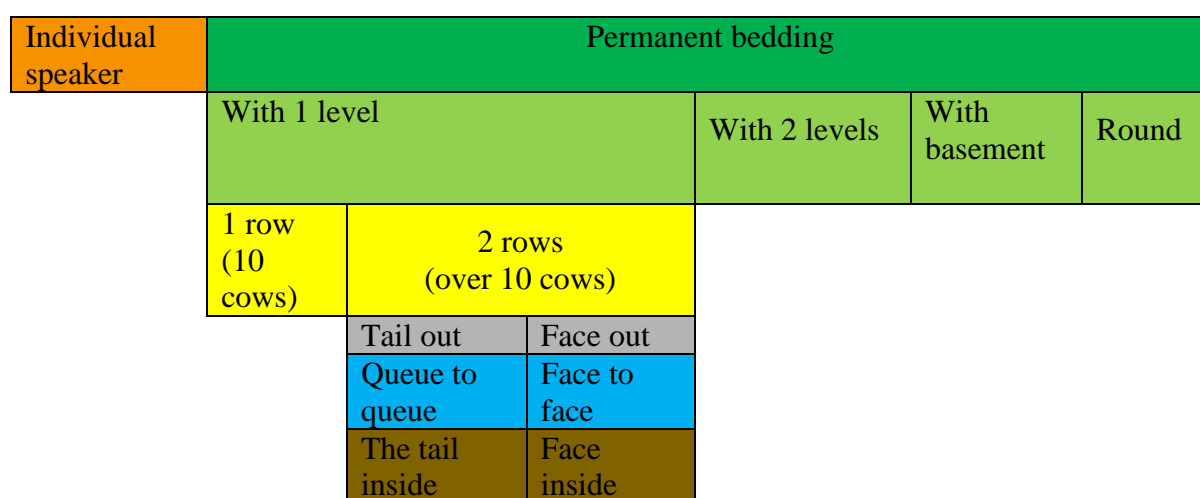 Individual
speaker
Permanent bedding
With 1 level
With 2 levels
With
basement
Round
1 row
(10
cows)
2 rows
(over 10 cows)
Tail out
Face out
Queue to
queue
Face to
face
The tail
inside
Face
inside